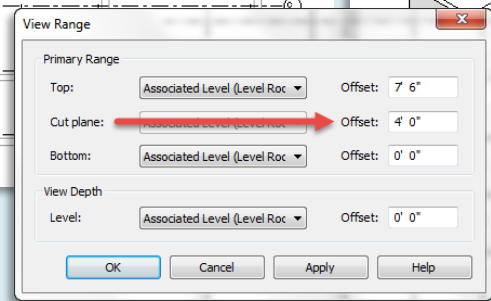 View Range
Primary Range
Top: Associated Level (Level Roc Offset: 7' 6"
Cut plane: Associated Level (Level Roc Offset: 4' 0"
Bottom: Associated Level (Level Roc Offset: 0' 0"
View Depth
Level: Associated Level (Level Roc Offset: 0' 0"
OK Cancel Apply Help